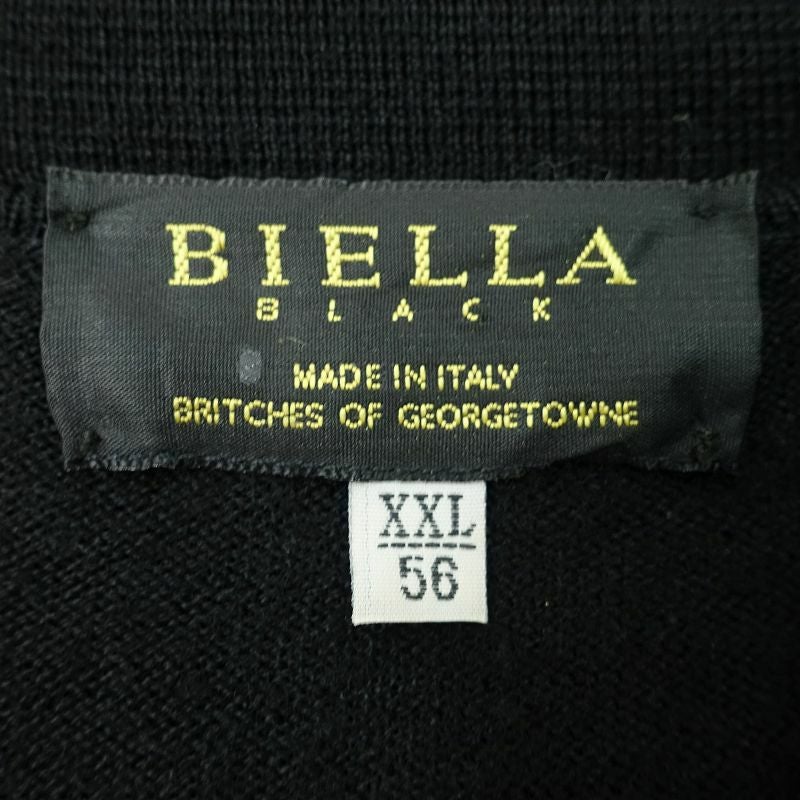 BIELLA
BLACK
MADE IN ITALY
BRITCHES OF GEORGETOWNE
XXL
56